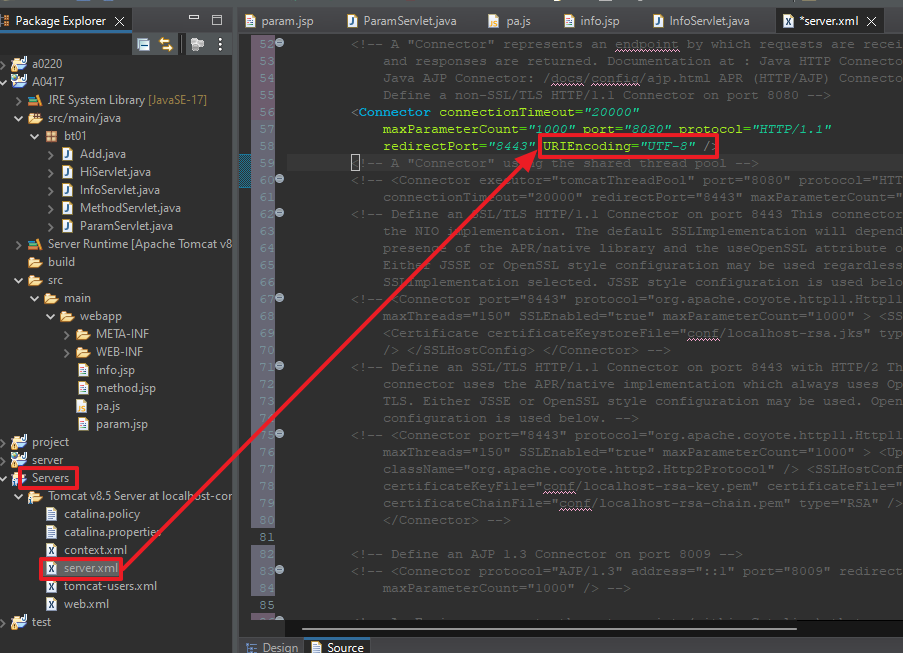 Package Explorer
a0220
A0417
JRE System Library [JavaSE-17]
src/main/java
bt01
Add.java
HiServlet.java
InfoServlet.java
MethodServlet.java
ParamServlet.java
Server Runtime [Apache Tomcat v8
build
src
main
webapp
META-INF
WEB-INF
info.jsp
method.jsp
pa.js
param.jsp
project
server
Servers
Tomcat v8.5 Server at localhost-cor
catalina.policy
catalina.properties
context.xml
server.xml
tomcat-users.xml
web.xml
test
param.jsp ParamServlet.java pa.js info.jsp InfoServlet.java *server.xml
52 <!-- A "Connector" represents an endpoint by which requests are recei
53 and responses are returned. Documentation at : Java HTTP Connecto
54 Java AJP Connector: /docs/config/ajp.html APR (HTTP/AJP) Connecto
55 Define a non-SSL/TLS HTTP/1.1 Connector on port 8080 -->
56 <Connector connectionTimeout="20000"
57 maxParameterCount="1000" port="8080" protocol="HTTP/1.1"
58 redirectPort="8443" URIEncoding="UTF-8" />
59 <!-- A "Connector" using the shared thread pool -->
60 <!-- <Connector executor="tomcatThreadPool" port="8080" protocol="HTT
61 connectionTimeout="20000" redirectPort="8443" maxParameterCount="
62 <!-- Define an SSL/TLS HTTP/1.1 Connector on port 8443 This connector
63 the NIO implementation. The default SSLImplementation will depend
64 presence of the APR/native library and the useOpenSSL attribute o
65 Either JSSE or OpenSSL style configuration may be used regardless
66 SSLImplementation selected. JSSE style configuration is used belo
67 <!-- <Connector port="8443" protocol="org.apache.coyote.http11.Http11
68 maxThreads="150" SSLEnabled="true" maxParameterCount="1000" > <SS
69 <Certificate certificateKeystoreFile="conf/localhost-rsa.jks" typ
70 /> </SSLHostConfig> </Connector> -->
71 <!-- Define an SSL/TLS HTTP/1.1 Connector on port 8443 with HTTP/2 Th
72 connector uses the APR/native implementation which always uses Op
73 TLS. Either JSSE or OpenSSL style configuration may be used. Open
74 configuration is used below. -->
75 <!-- <Connector port="8443" protocol="org.apache.coyote.http11.Http11
76 maxThreads="150" SSLEnabled="true" maxParameterCount="1000" > <Up
77 className="org.apache.coyote.http2.Http2Protocol" /> <SSLHostConf
78 certificateKeyFile="conf/localhost-rsa-key.pem" certificateFile="
79 certificateChainFile="conf/localhost-rsa-chain.pem" type="RSA" />
80 </Connector> -->
81
82 <!-- Define an AJP 1.3 Connector on port 8009 -->
83 <!-- <Connector protocol="AJP/1.3" address="::1" port="8009" redirect
84 maxParameterCount="1000" /> -->
85
Design Source